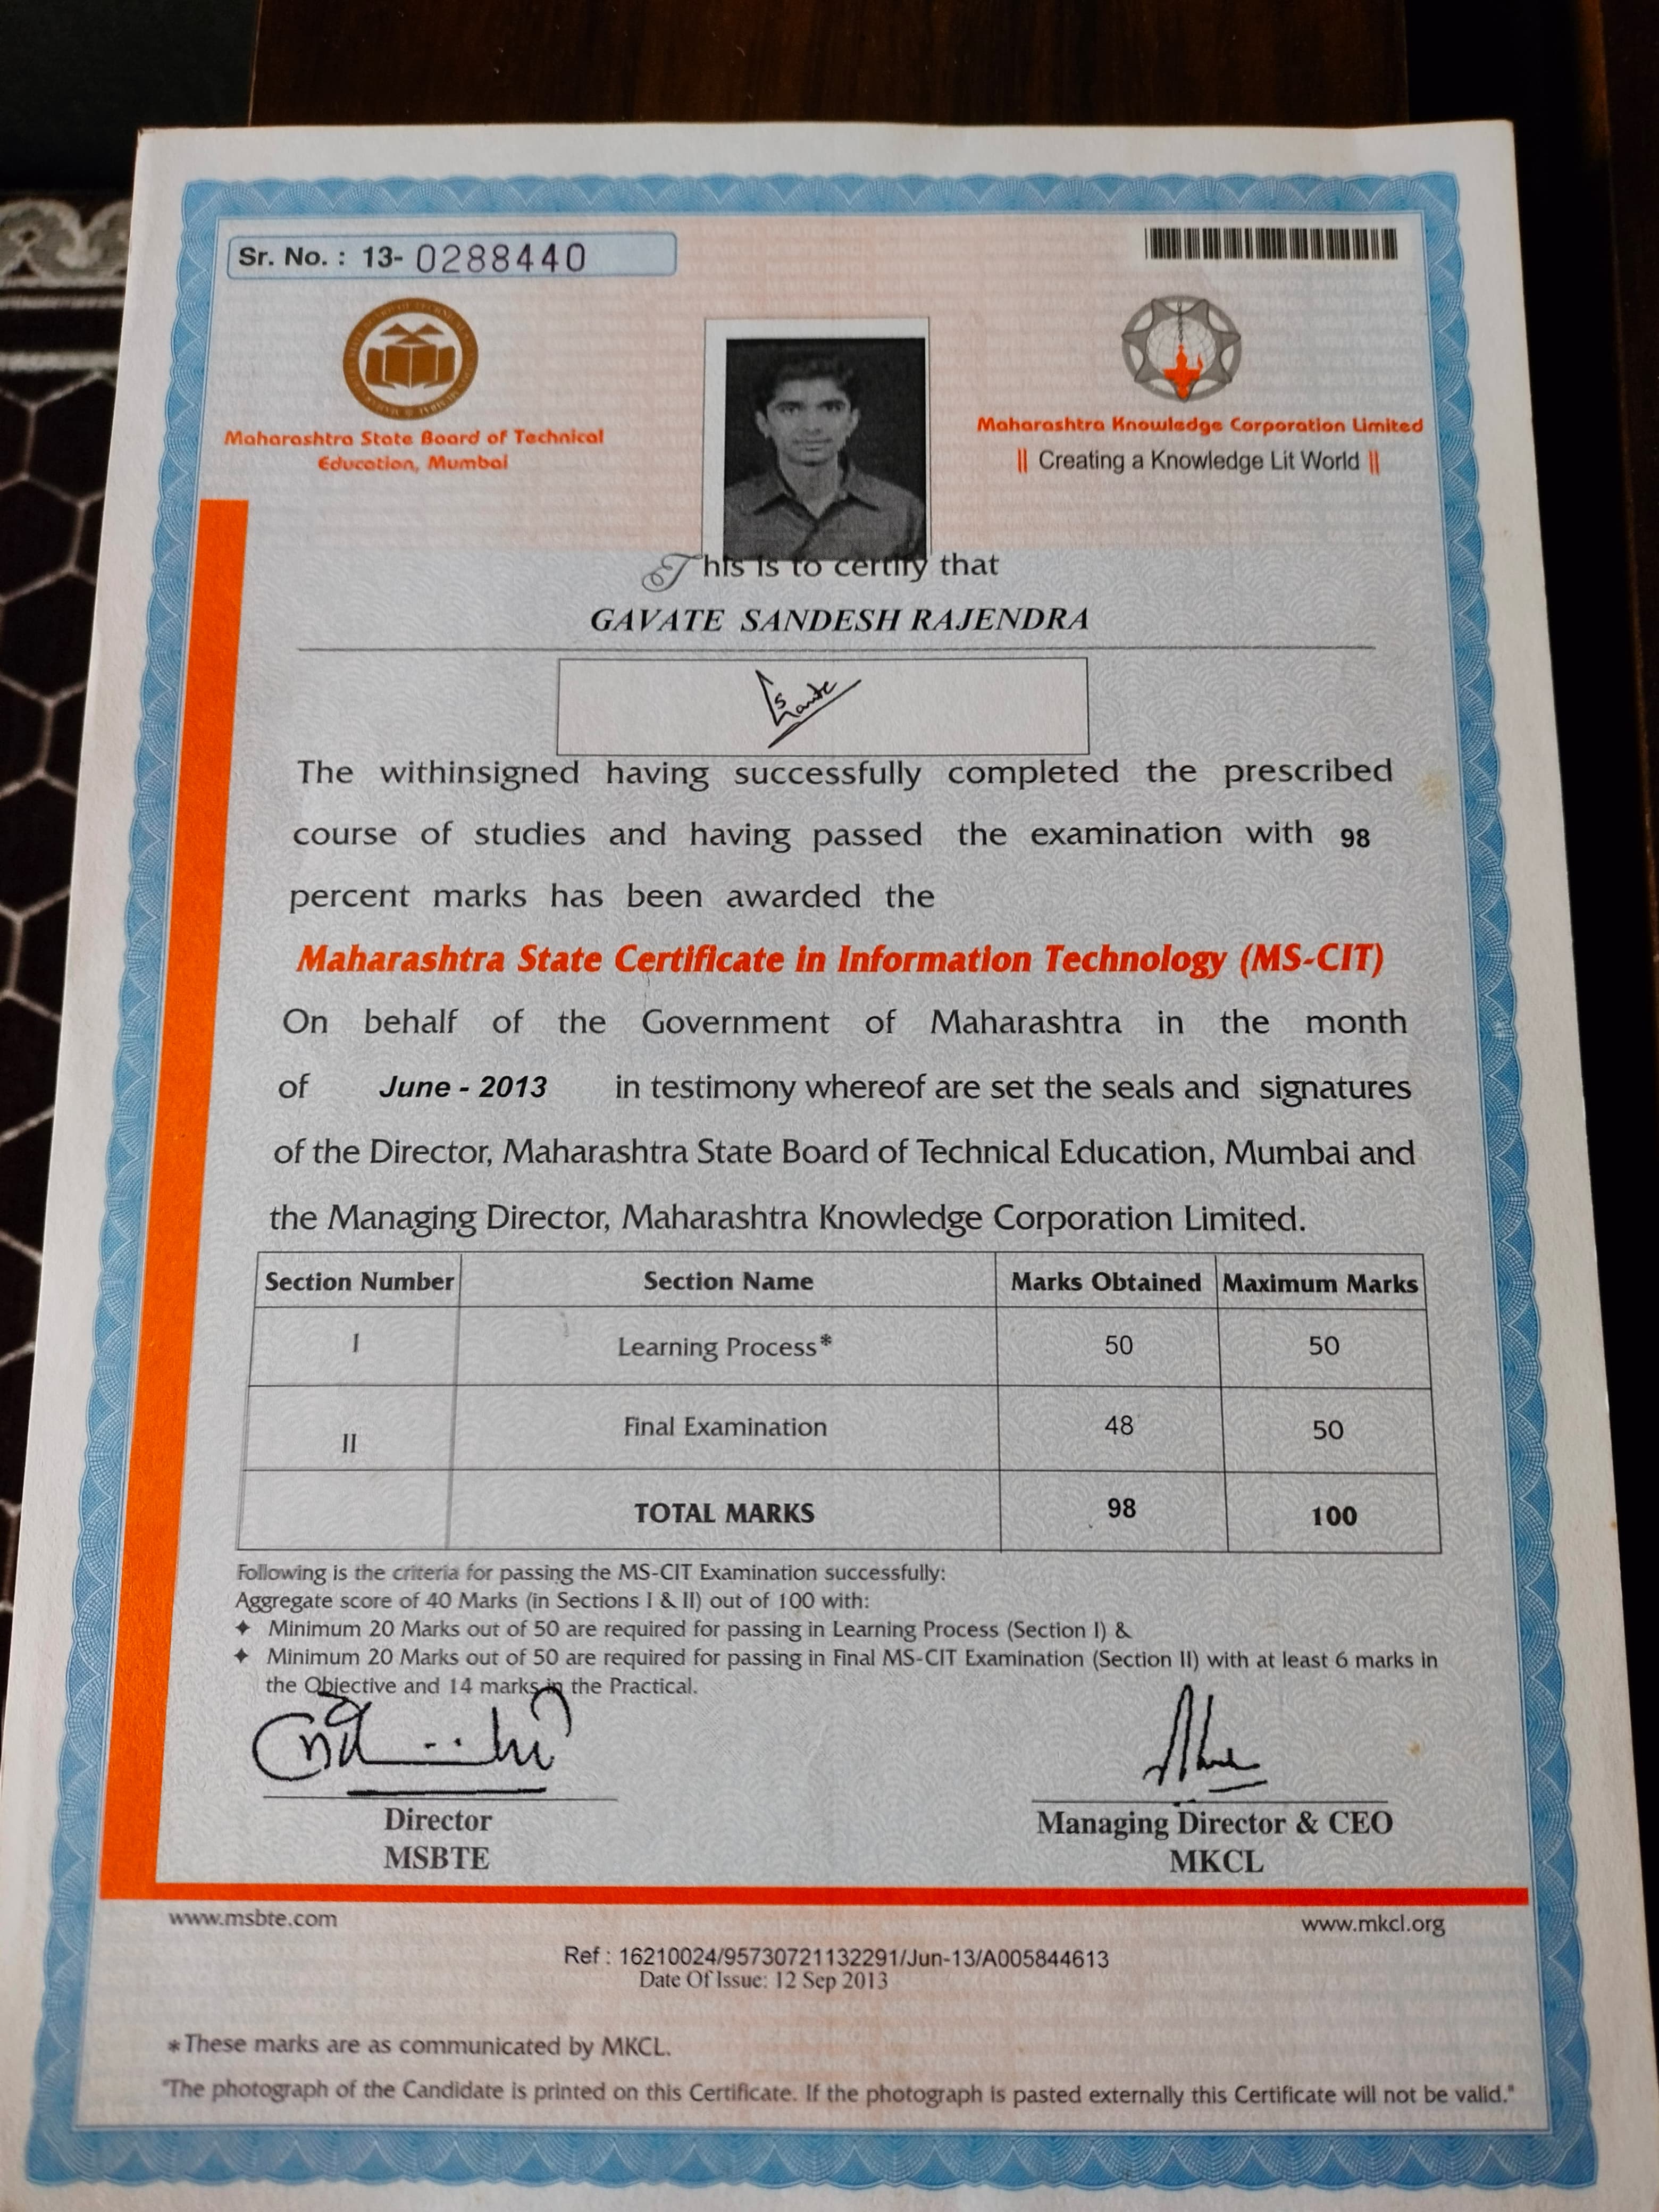 Sr. No. : 13- 0288440
Maharashtra State Board of Technical
Education, Mumbai
Maharashtra Knowledge Corporation Limited
|| Creating a Knowledge Lit World ||
This is to certify that
GAVATE SANDESH RAJENDRA
The withinsigned having successfully completed the prescribed
course of studies and having passed the examination with 98
percent marks has been awarded the
Maharashtra State Certificate in Information Technology (MS-CIT)
On behalf of the Government of Maharashtra in the month
of June - 2013 in testimony whereof are set the seals and signatures
of the Director, Maharashtra State Board of Technical Education, Mumbai and
the Managing Director, Maharashtra Knowledge Corporation Limited.
Section Number Section Name Marks Obtained Maximum Marks
I Learning Process* 50 50
II Final Examination 48 50
TOTAL MARKS 98 100
Following is the criteria for passing the MS-CIT Examination successfully:
Aggregate score of 40 Marks (in Sections I & II) out of 100 with:
✦ Minimum 20 Marks out of 50 are required for passing in Learning Process (Section I) &
✦ Minimum 20 Marks out of 50 are required for passing in Final MS-CIT Examination (Section II) with at least 6 marks in
the Objective and 14 marks in the Practical.
Director
MSBTE
Managing Director & CEO
MKCL
www.msbte.com
www.mkcl.org
Ref : 16210024/95730721132291/Jun-13/A005844613
Date Of Issue: 12 Sep 2013
*These marks are as communicated by MKCL.
"The photograph of the Candidate is printed on this Certificate. If the photograph is pasted externally this Certificate will not be valid."